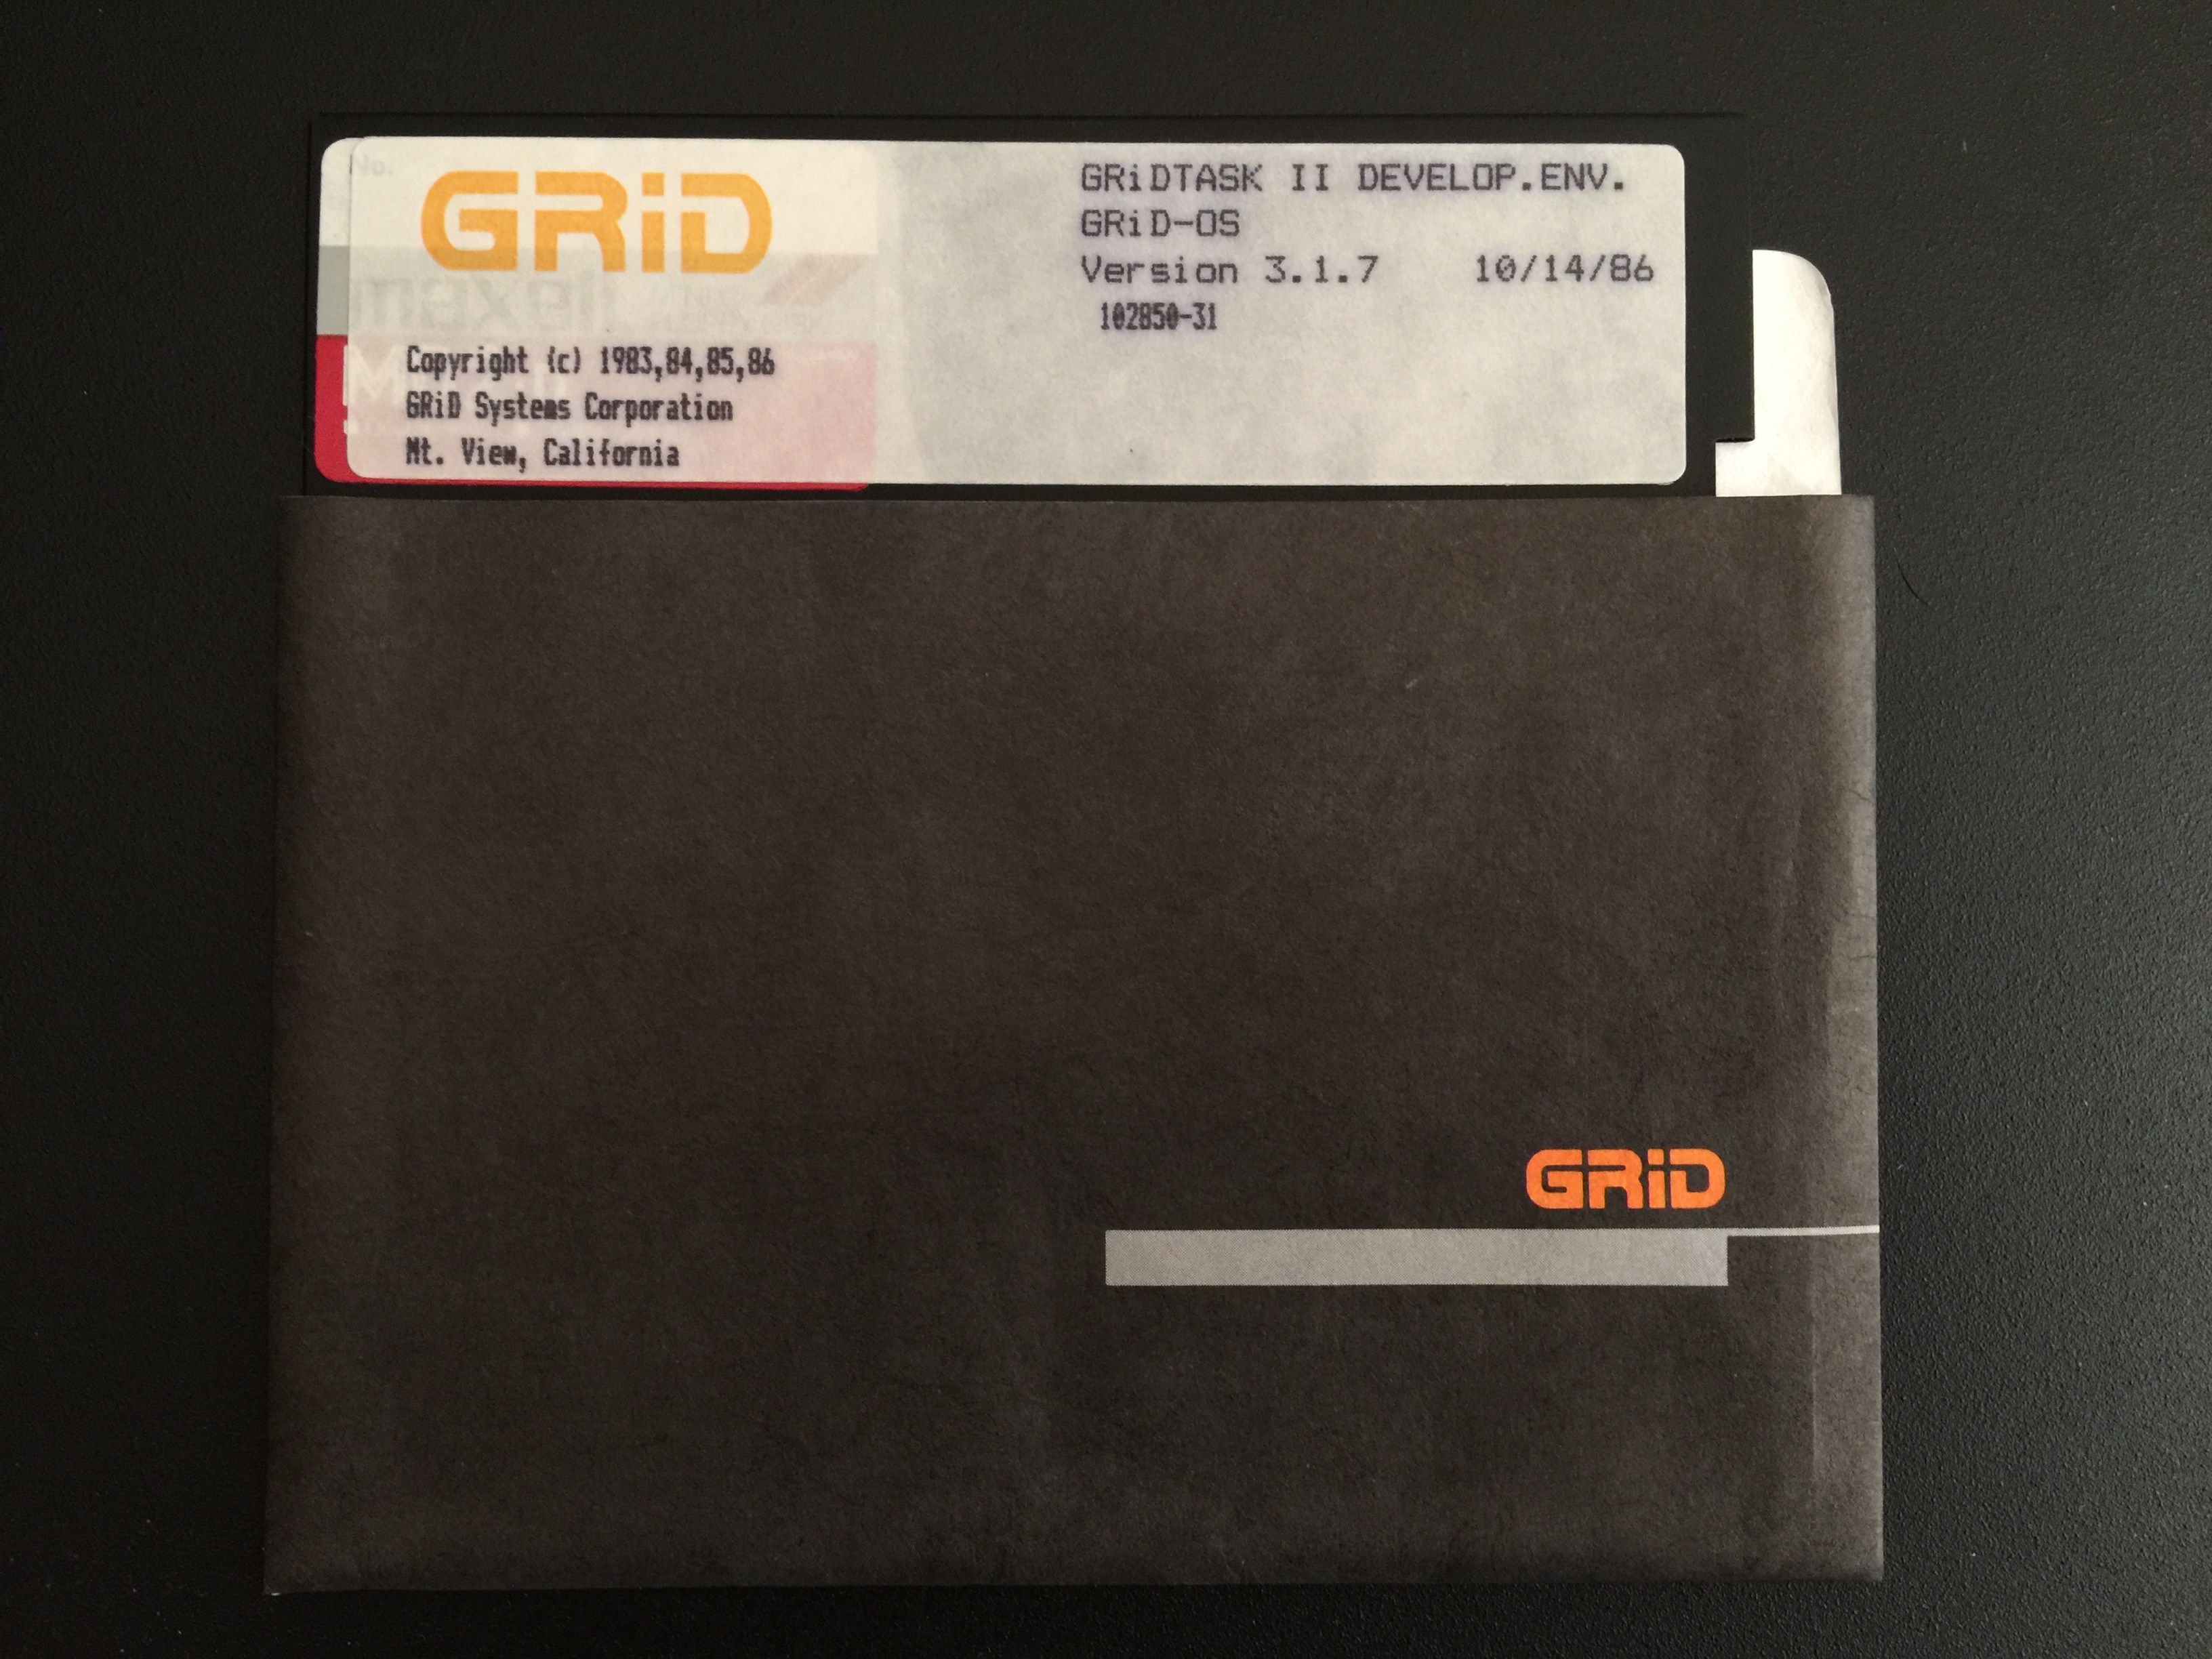 GRiD
GRiDTASK II DEVELOP.ENV.
GRiD-OS
Version 3.1.7 10/14/86
102850-31
Copyright (c) 1983,84,85,86
GRiD Systems Corporation
Mt. View, California
maxell
GRiD